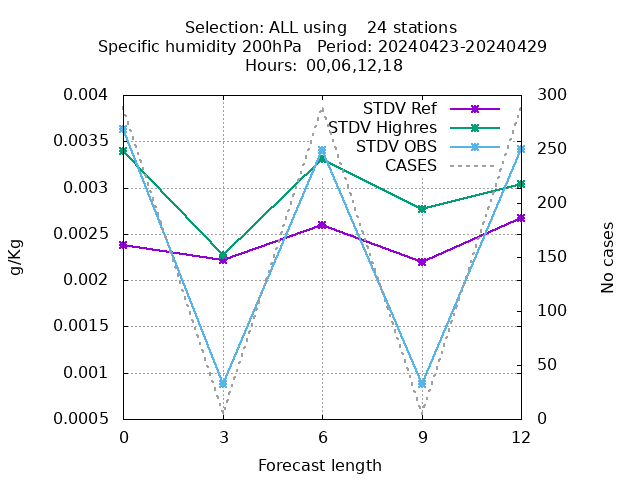 Selection: ALL using    24 stations
Specific humidity 200hPa   Period: 20240423-20240429
Hours:  00,06,12,18
STDV Ref
STDV Highres
STDV OBS
CASES
0.004
0.0035
0.003
0.0025
0.002
0.0015
0.001
0.0005
g/Kg
300
250
200
150
100
50
0
No cases
0 3 6 9 12
Forecast length